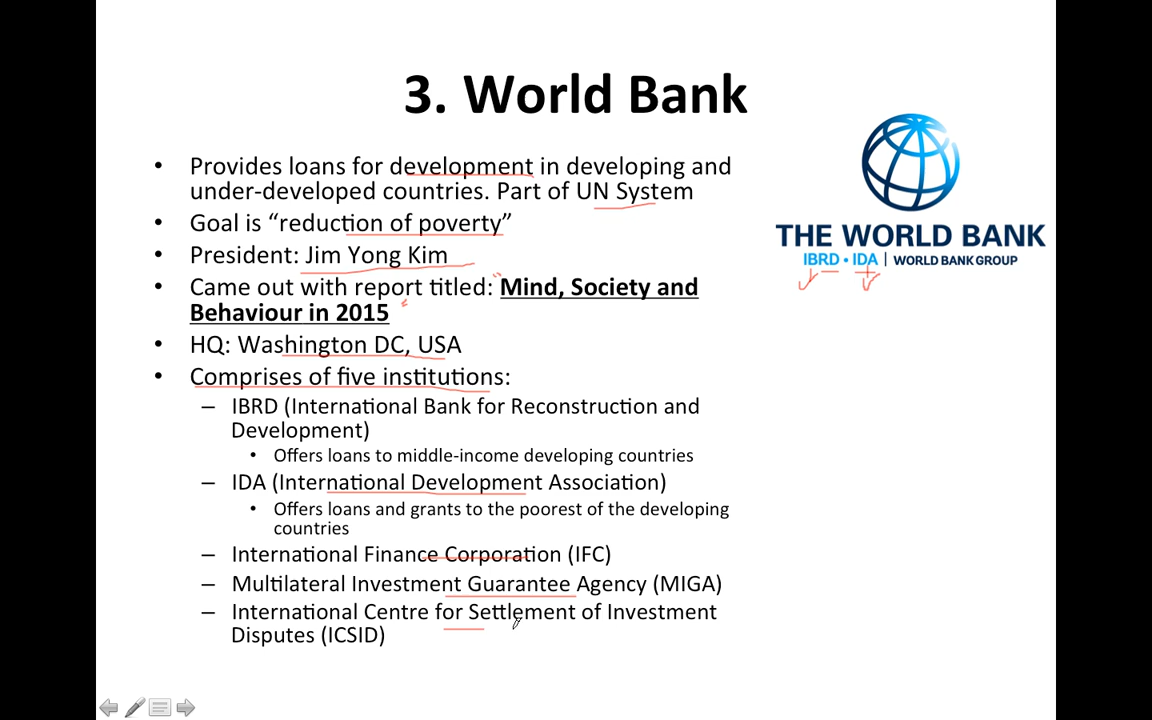 3. World Bank
• Provides loans for development in developing and
under-developed countries. Part of UN System
• Goal is “reduction of poverty”
• President: Jim Yong Kim
• Came out with report titled: Mind, Society and
Behaviour in 2015
• HQ: Washington DC, USA
• Comprises of five institutions:
– IBRD (International Bank for Reconstruction and
Development)
• Offers loans to middle-income developing countries
– IDA (International Development Association)
• Offers loans and grants to the poorest of the developing
countries
– International Finance Corporation (IFC)
– Multilateral Investment Guarantee Agency (MIGA)
– International Centre for Settlement of Investment
Disputes (ICSID)
THE WORLD BANK
IBRD • IDA | WORLD BANK GROUP